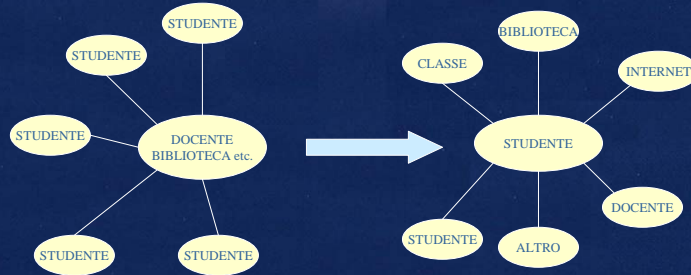 STUDENTE
STUDENTE
STUDENTE
DOCENTE
BIBLIOTECA etc.
STUDENTE
STUDENTE
BIBLIOTECA
CLASSE
INTERNET
STUDENTE
DOCENTE
STUDENTE
ALTRO